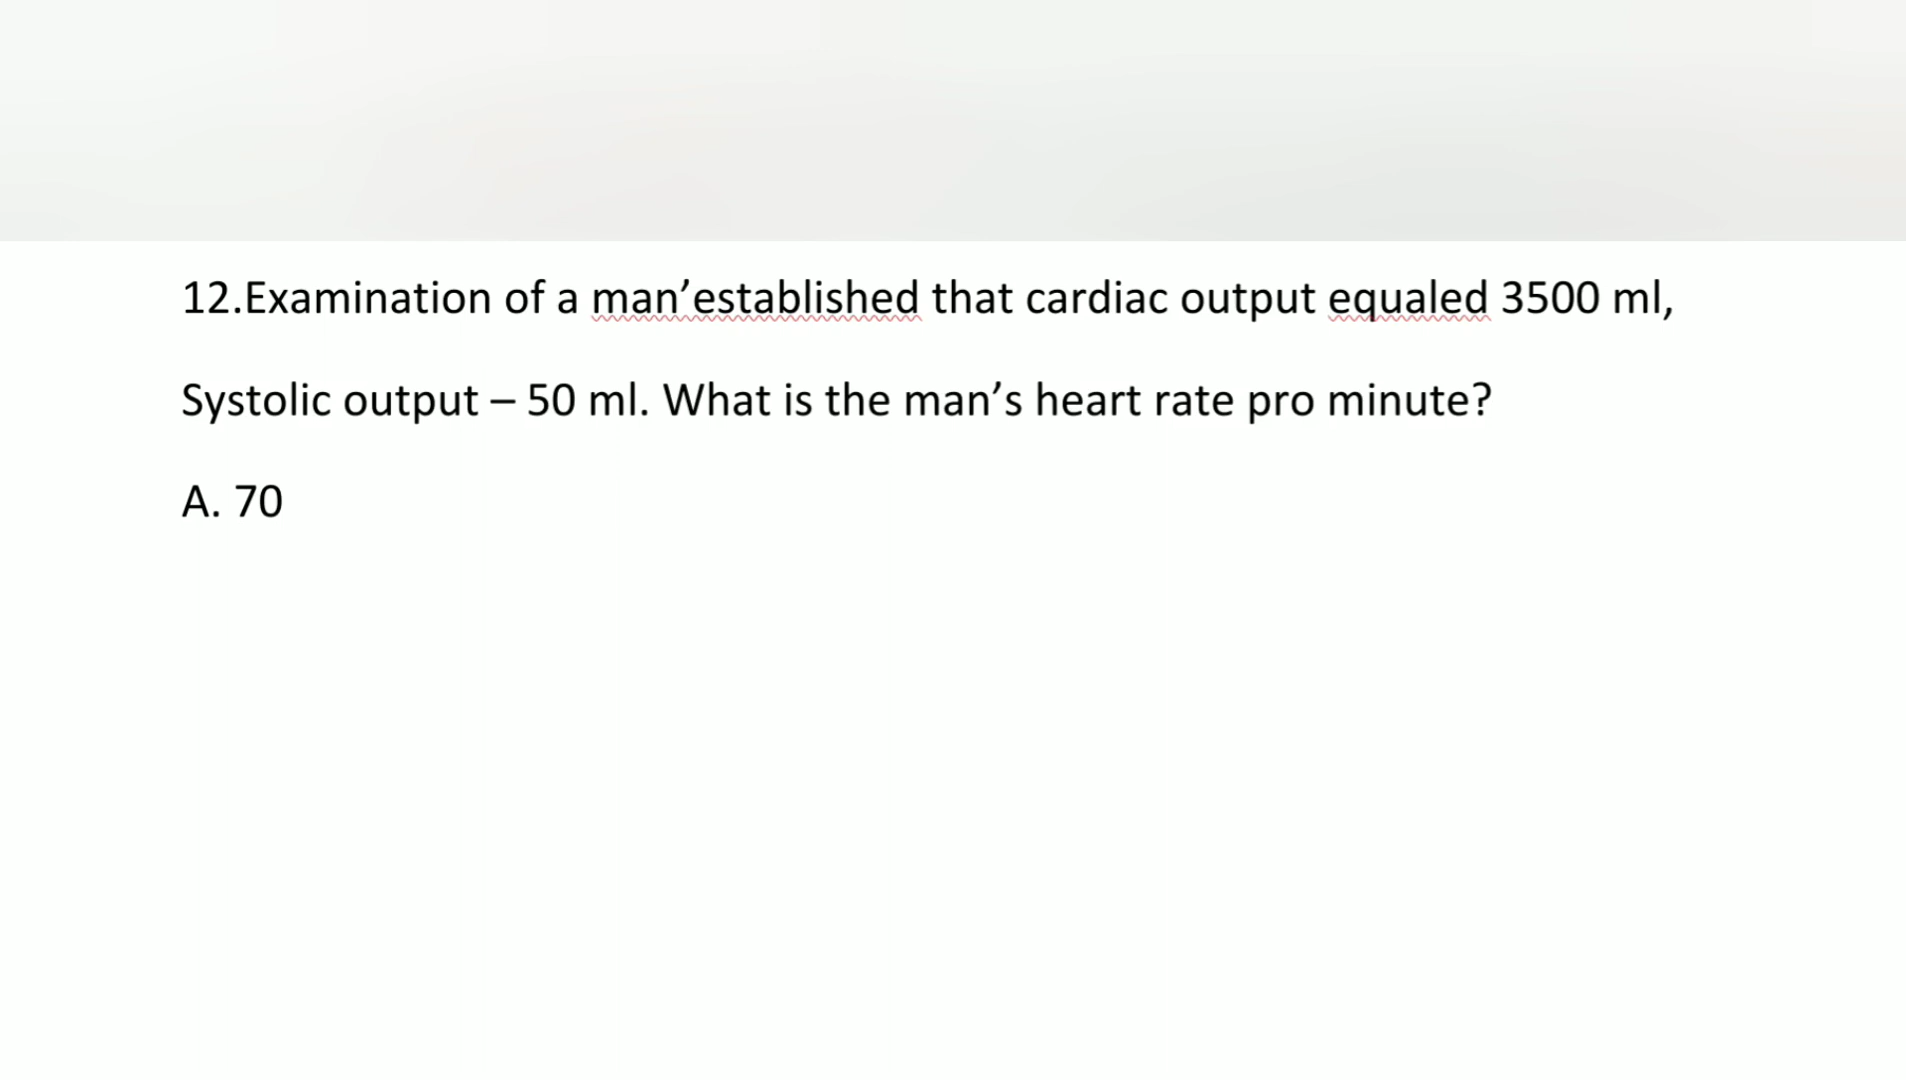 12.Examination of a man’established that cardiac output equaled 3500 ml,
Systolic output – 50 ml. What is the man’s heart rate pro minute?
A. 70